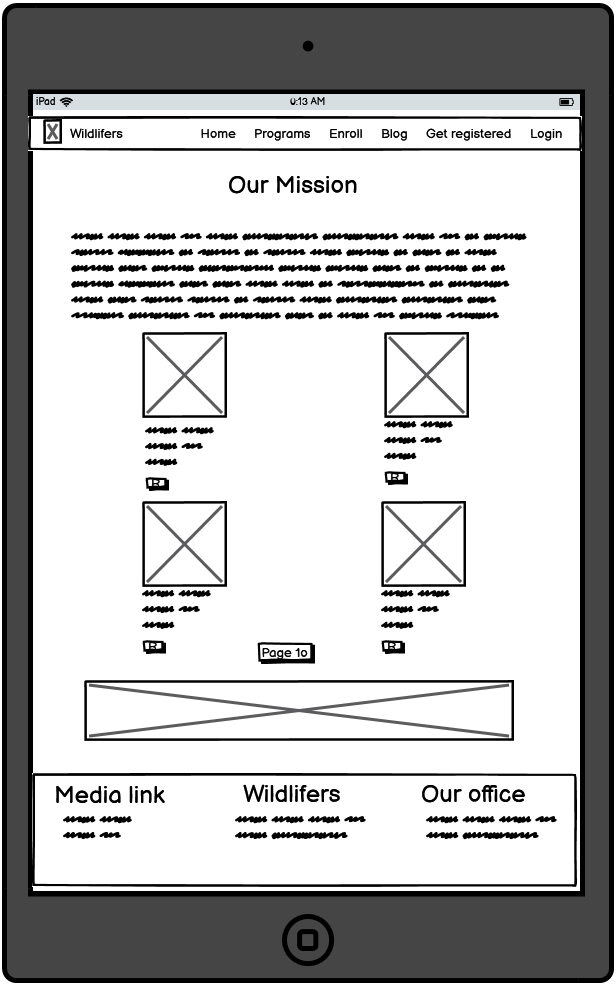 iPad 0:13 AM
Wildlifers Home Programs Enroll Blog Get registered Login
Our Mission
R R
R R
Page 1o
Media link Wildlifers Our office